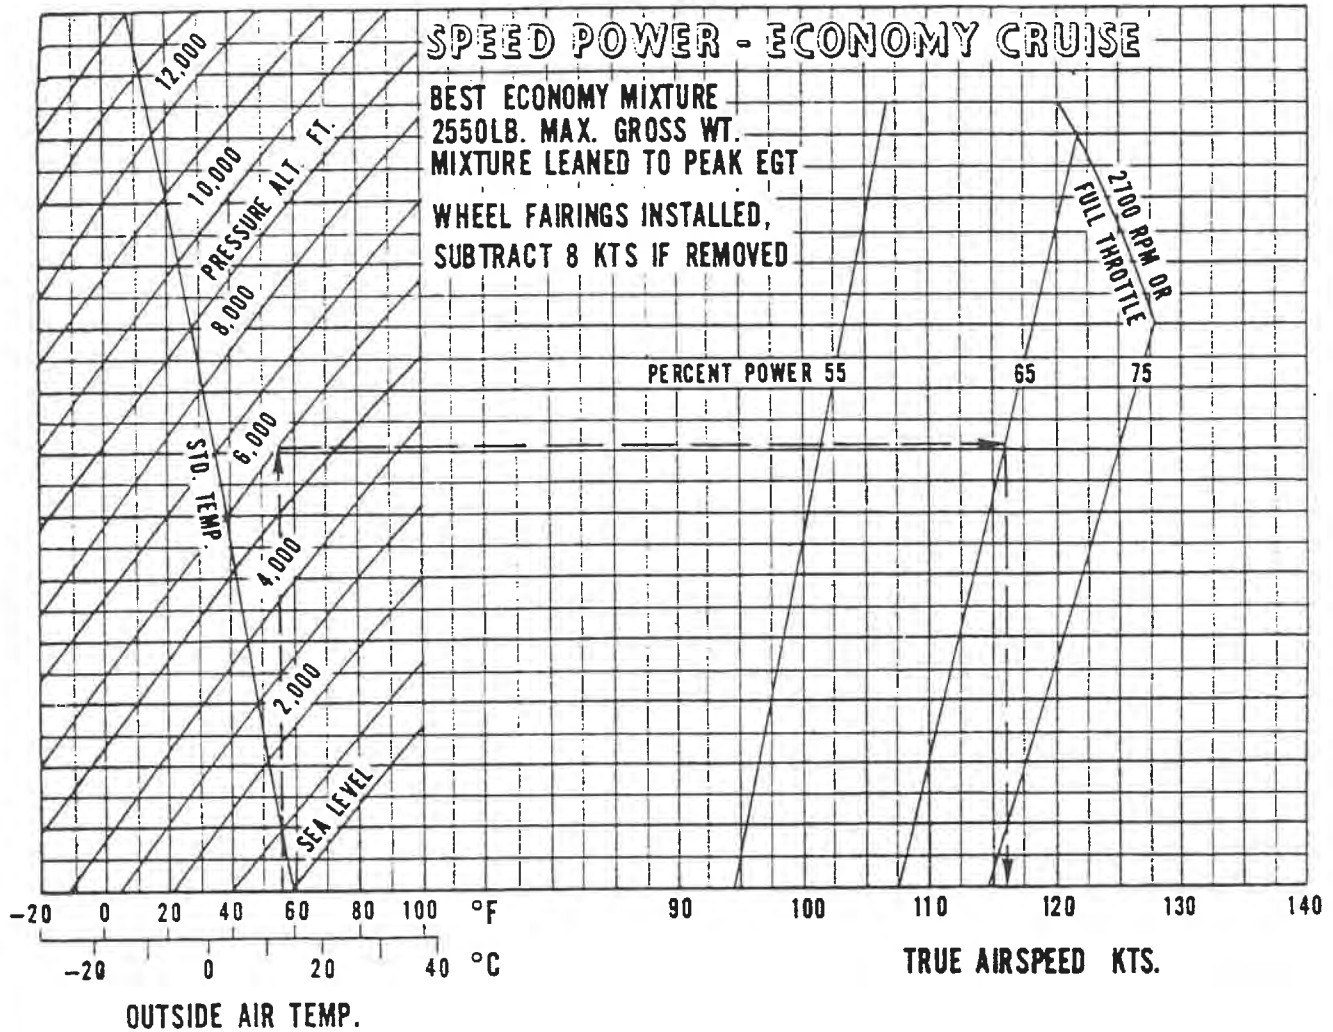 SPEED POWER - ECONOMY CRUISE
BEST ECONOMY MIXTURE
2550LB. MAX. GROSS WT.
MIXTURE LEANED TO PEAK EGT
WHEEL FAIRINGS INSTALLED,
SUBTRACT 8 KTS IF REMOVED
12,000
10,000
PRESSURE ALT. FT.
8,000
6,000
STD. TEMP.
4,000
2,000
SEA LEVEL
2700 RPM OR
FULL THROTTLE
PERCENT POWER 55 65 75
-20 0 20 40 60 80 100 °F 90 100 110 120 130 140
-20 0 20 40 °C
TRUE AIRSPEED KTS.
OUTSIDE AIR TEMP.